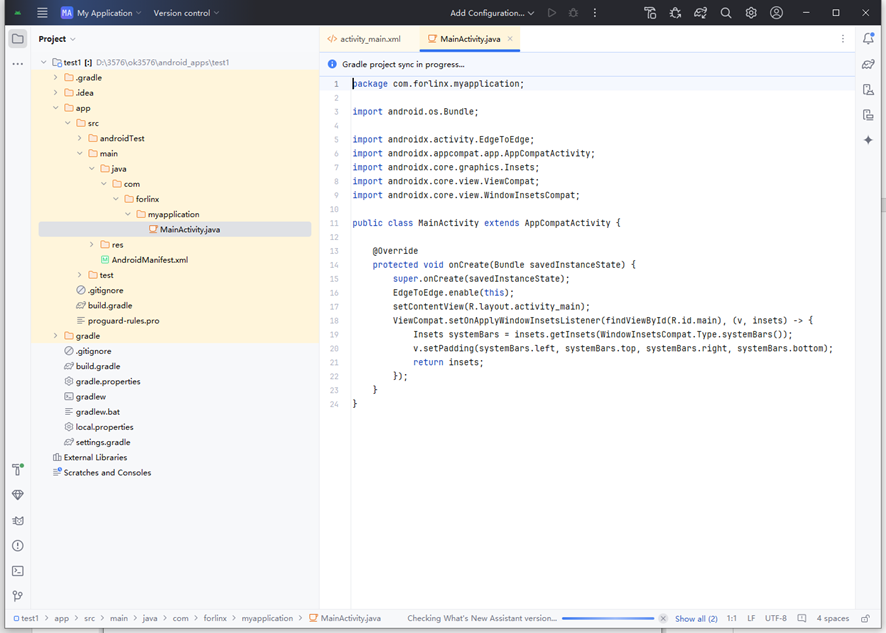 MA My Application Version control Add Configuration...
Project
activity_main.xml MainActivity.java
test1 [:] D:\3576\ok3576\android_apps\test1
.gradle
.idea
app
src
androidTest
main
java
com
forlinx
myapplication
MainActivity.java
res
AndroidManifest.xml
test
.gitignore
build.gradle
proguard-rules.pro
gradle
.gitignore
build.gradle
gradle.properties
gradlew
gradlew.bat
local.properties
settings.gradle
External Libraries
Scratches and Consoles
Gradle project sync in progress...
1 package com.forlinx.myapplication;
2
3 import android.os.Bundle;
4
5 import androidx.activity.EdgeToEdge;
6 import androidx.appcompat.app.AppCompatActivity;
7 import androidx.core.graphics.Insets;
8 import androidx.core.view.ViewCompat;
9 import androidx.core.view.WindowInsetsCompat;
10
11 public class MainActivity extends AppCompatActivity {
12
13 @Override
14 protected void onCreate(Bundle savedInstanceState) {
15 super.onCreate(savedInstanceState);
16 EdgeToEdge.enable(this);
17 setContentView(R.layout.activity_main);
18 ViewCompat.setOnApplyWindowInsetsListener(findViewById(R.id.main), (v, insets) -> {
19 Insets systemBars = insets.getInsets(WindowInsetsCompat.Type.systemBars());
20 v.setPadding(systemBars.left, systemBars.top, systemBars.right, systemBars.bottom);
21 return insets;
22 });
23 }
24 }
test1 > app > src > main > java > com > forlinx > myapplication > MainActivity.java Checking What's New Assistant version... Show all (2) 1:1 LF UTF-8 4 spaces